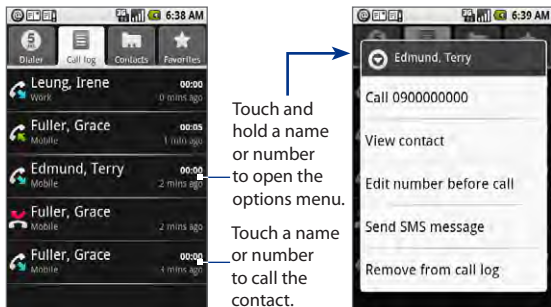 6:38 AM
Dialer
Call log
Contacts
Favorites
Leung, Irene
00:00
Work
0 mins ago
Fuller, Grace
00:05
Mobile
1 min ago
Edmund, Terry
00:00
Mobile
2 mins ago
Fuller, Grace
Mobile
2 mins ago
Fuller, Grace
00:00
Mobile
4 mins ago
Touch and
hold a name
or number
to open the
options menu.
Touch a name
or number
to call the
contact.
6:39 AM
Edmund, Terry
Call 0900000000
View contact
Edit number before call
Send SMS message
Remove from call log